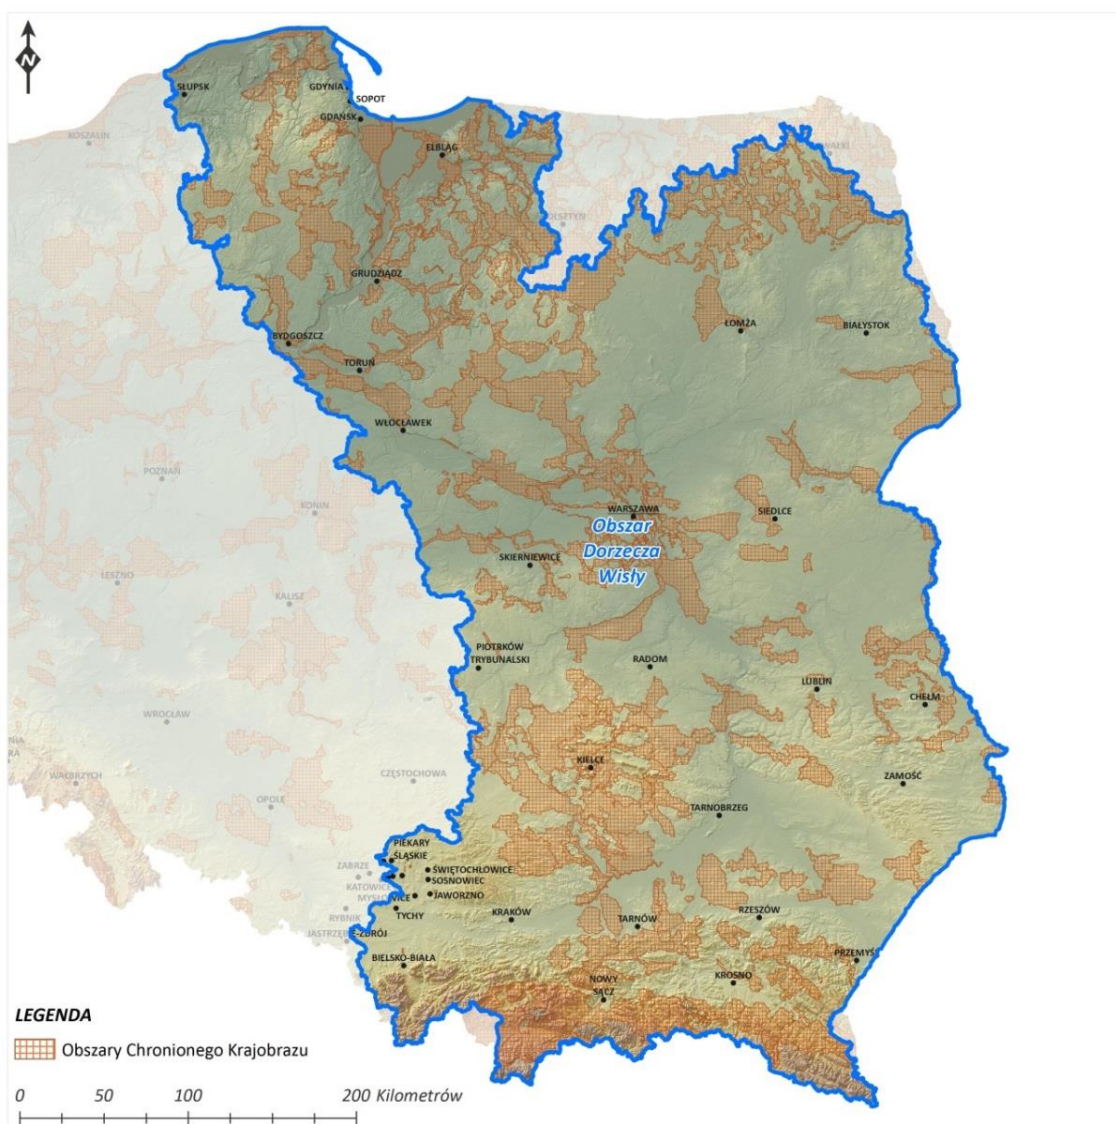 N
SŁUPSK
GDYNIA
SOPOT
GDAŃSK
KOSZALIN
ELBLĄG
OLSZTYN
GRUDZIĄDZ
ŁOMŻA
BIAŁYSTOK
BYDGOSZCZ
TORUŃ
WŁOCŁAWEK
POZNAŃ
KONIN
WARSZAWA
SIEDLCE
Obszar
Dorzecza
Wisły
SKIERNIEWICE
LESZNO
KALISZ
PIOTRKÓW
TRYBUNALSKI
RADOM
LUBLIN
CHEŁM
WROCŁAW
KIELCE
WAŁBRZYCH
CZĘSTOCHOWA
ZAMOŚĆ
OPOLE
TARNOBRZEG
PIEKARY
ŚLĄSKIE
ZABRZE
ŚWIĘTOCHŁOWICE
KATOWICE
SOSNOWIEC
JAWORZNO
TYCHY
RYBNIK
KRAKÓW
TARNÓW
RZESZÓW
BIELSKO-BIAŁA
PRZEMYŚ
NOWY
SĄCZ
KROSNO
LEGENDA
Obszary Chronionego Krajobrazu
0 50 100 200 Kilometrów